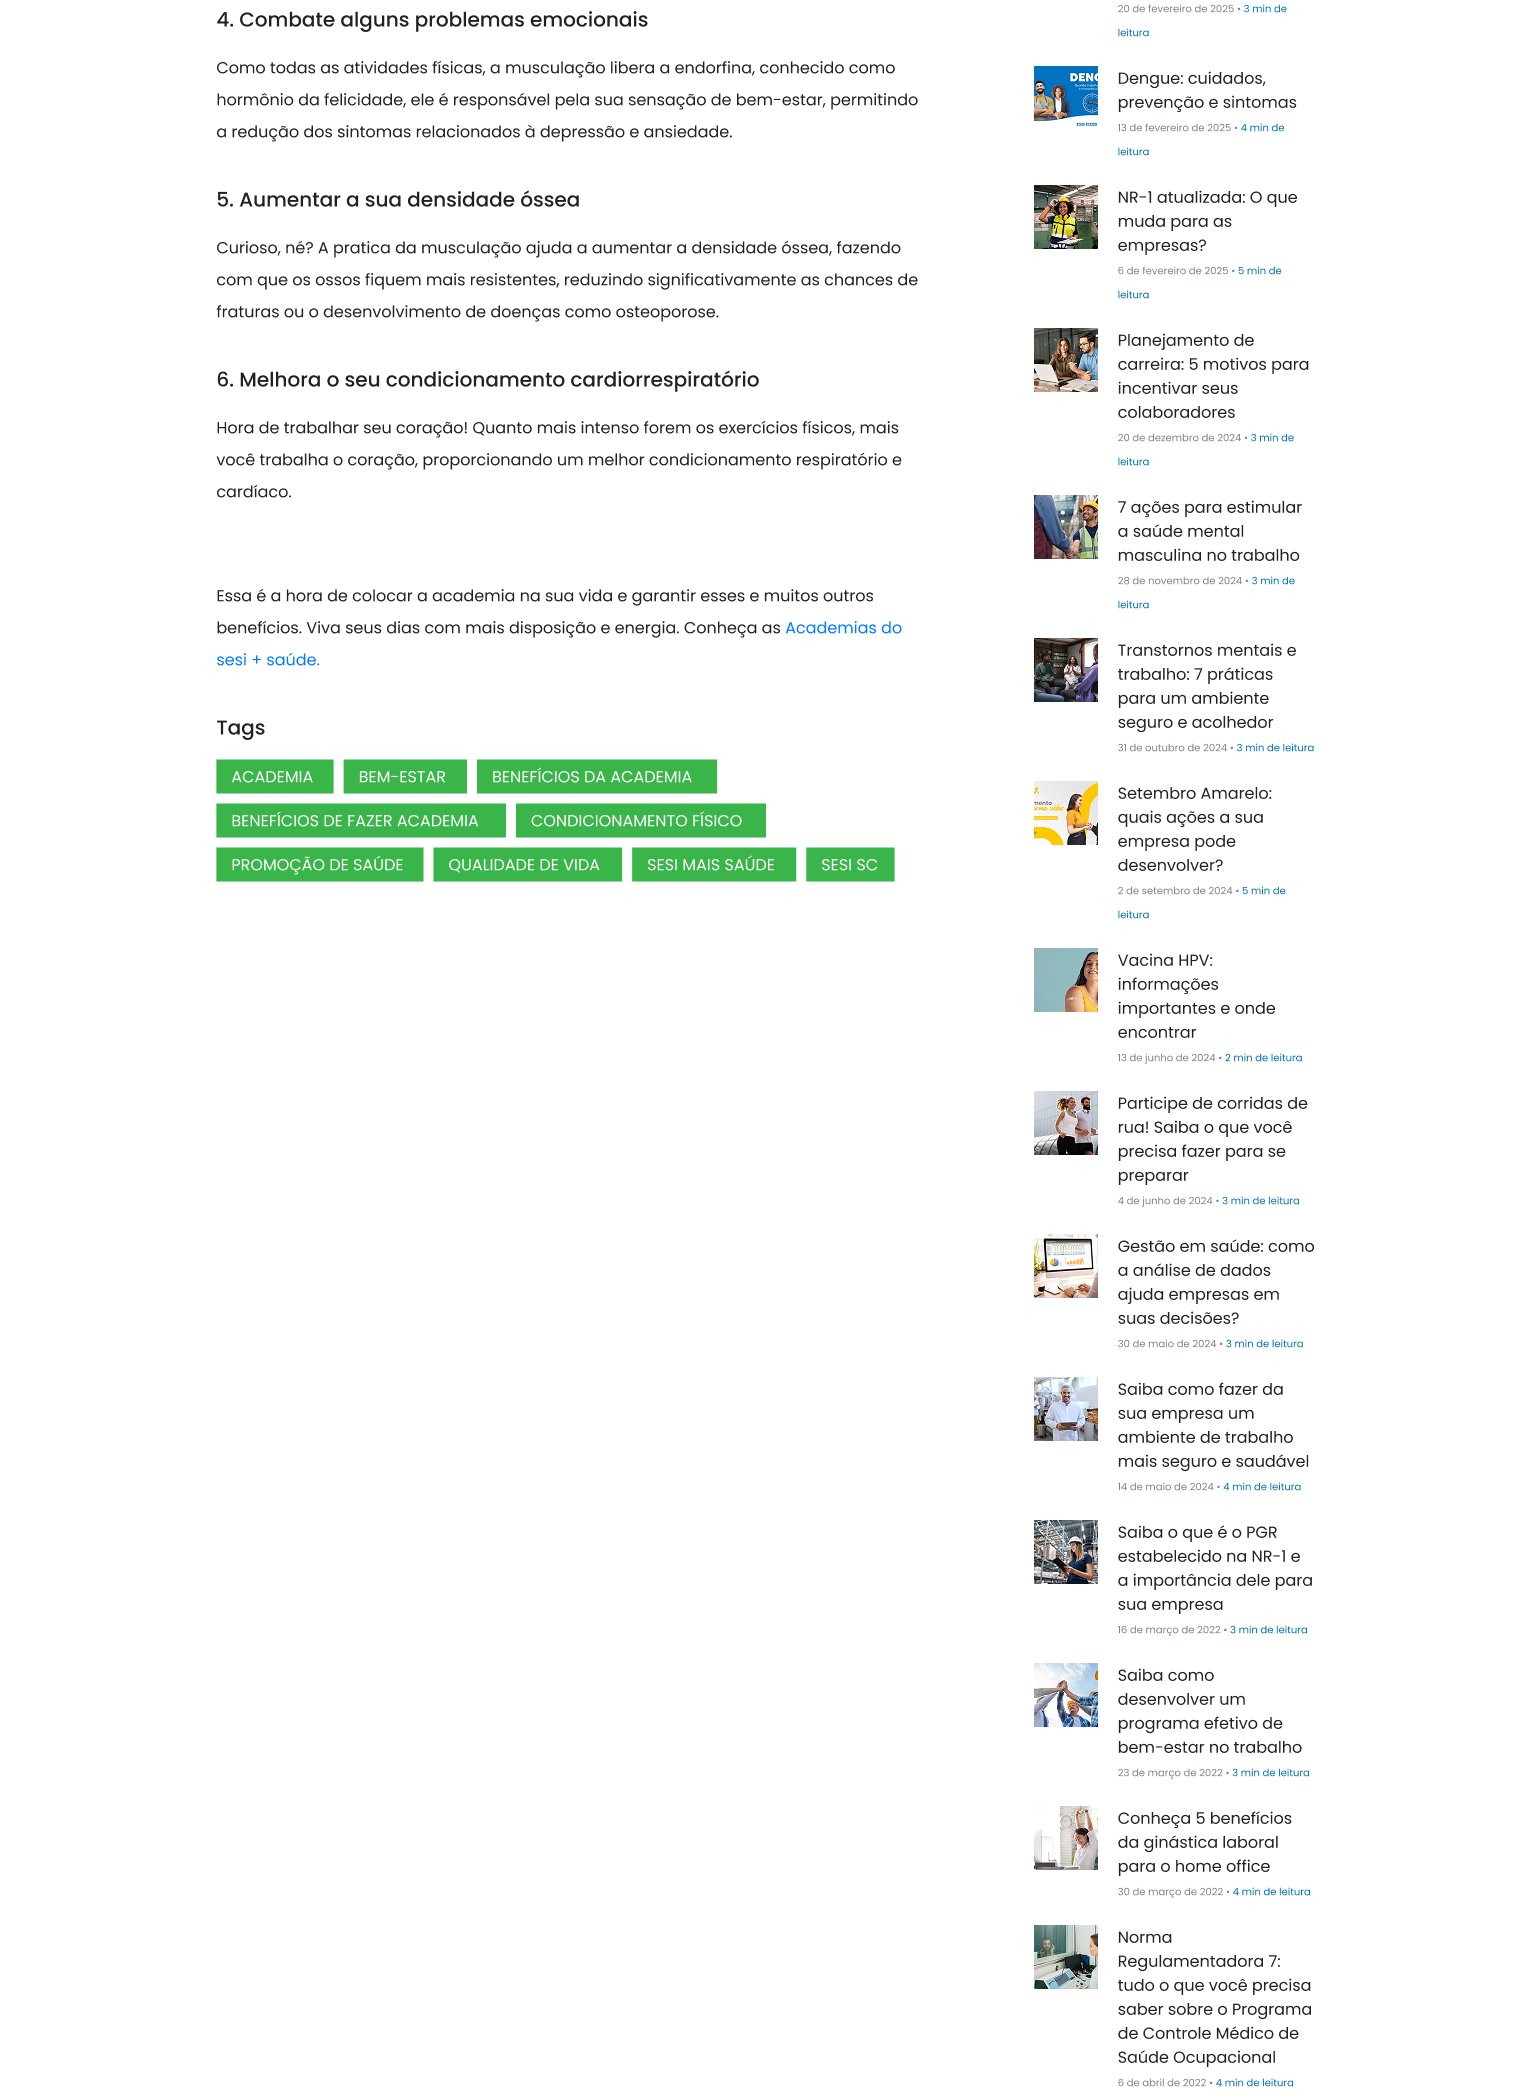 4. Combate alguns problemas emocionais
Como todas as atividades físicas, a musculação libera a endorfina, conhecido como
hormônio da felicidade, ele é responsável pela sua sensação de bem-estar, permitindo
a redução dos sintomas relacionados à depressão e ansiedade.
5. Aumentar a sua densidade óssea
Curioso, né? A pratica da musculação ajuda a aumentar a densidade óssea, fazendo
com que os ossos fiquem mais resistentes, reduzindo significativamente as chances de
fraturas ou o desenvolvimento de doenças como osteoporose.
6. Melhora o seu condicionamento cardiorrespiratório
Hora de trabalhar seu coração! Quanto mais intenso forem os exercícios físicos, mais
você trabalha o coração, proporcionando um melhor condicionamento respiratório e
cardíaco.
Essa é a hora de colocar a academia na sua vida e garantir esses e muitos outros
benefícios. Viva seus dias com mais disposição e energia. Conheça as Academias do
sesi + saúde.
Tags
ACADEMIA BEM-ESTAR BENEFÍCIOS DA ACADEMIA
BENEFÍCIOS DE FAZER ACADEMIA CONDICIONAMENTO FÍSICO
PROMOÇÃO DE SAÚDE QUALIDADE DE VIDA SESI MAIS SAÚDE SESI SC
20 de fevereiro de 2025 • 3 min de
leitura
DENG
Dengue: cuidados,
prevenção e sintomas
13 de fevereiro de 2025 • 4 min de
leitura
NR-1 atualizada: O que
muda para as
empresas?
6 de fevereiro de 2025 • 5 min de
leitura
Planejamento de
carreira: 5 motivos para
incentivar seus
colaboradores
20 de dezembro de 2024 • 3 min de
leitura
7 ações para estimular
a saúde mental
masculina no trabalho
28 de novembro de 2024 • 3 min de
leitura
Transtornos mentais e
trabalho: 7 práticas
para um ambiente
seguro e acolhedor
31 de outubro de 2024 • 3 min de leitura
Setembro Amarelo:
quais ações a sua
empresa pode
desenvolver?
2 de setembro de 2024 • 5 min de
leitura
Vacina HPV:
informações
importantes e onde
encontrar
13 de junho de 2024 • 2 min de leitura
Participe de corridas de
rua! Saiba o que você
precisa fazer para se
preparar
4 de junho de 2024 • 3 min de leitura
Gestão em saúde: como
a análise de dados
ajuda empresas em
suas decisões?
30 de maio de 2024 • 3 min de leitura
Saiba como fazer da
sua empresa um
ambiente de trabalho
mais seguro e saudável
14 de maio de 2024 • 4 min de leitura
Saiba o que é o PGR
estabelecido na NR-1 e
a importância dele para
sua empresa
16 de março de 2022 • 3 min de leitura
Saiba como
desenvolver um
programa efetivo de
bem-estar no trabalho
23 de março de 2022 • 3 min de leitura
Conheça 5 benefícios
da ginástica laboral
para o home office
30 de março de 2022 • 4 min de leitura
Norma
Regulamentadora 7:
tudo o que você precisa
saber sobre o Programa
de Controle Médico de
Saúde Ocupacional
6 de abril de 2022 • 4 min de leitura